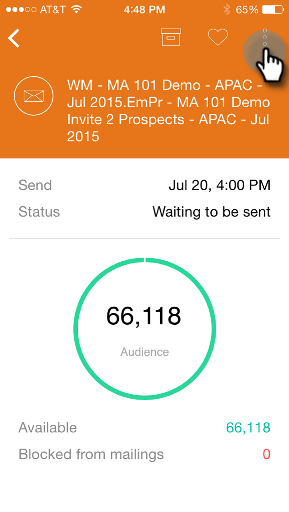 AT&T 4:48 PM 65%
WM - MA 101 Demo - APAC -
Jul 2015.EmPr - MA 101 Demo
Invite 2 Prospects - APAC - Jul
2015
Send Jul 20, 4:00 PM
Status Waiting to be sent
66,118
Audience
Available 66,118
Blocked from mailings 0